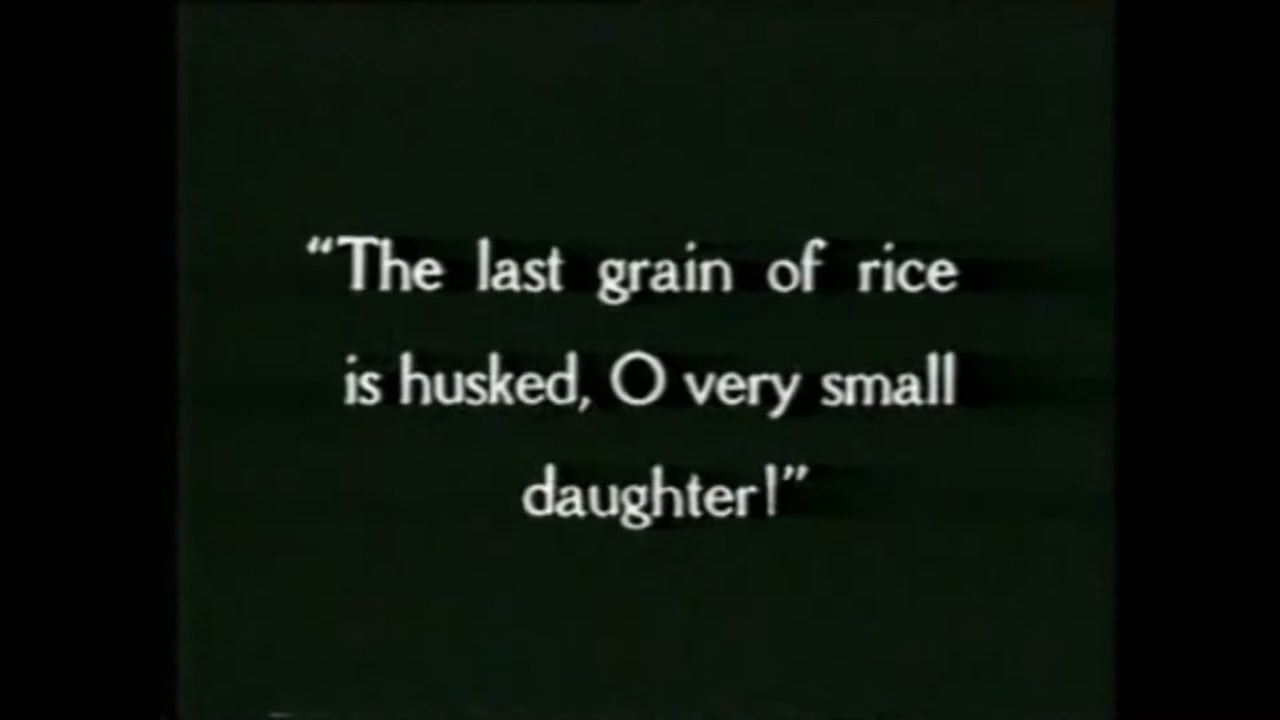 “The last grain of rice
is husked, O very small
daughter!”